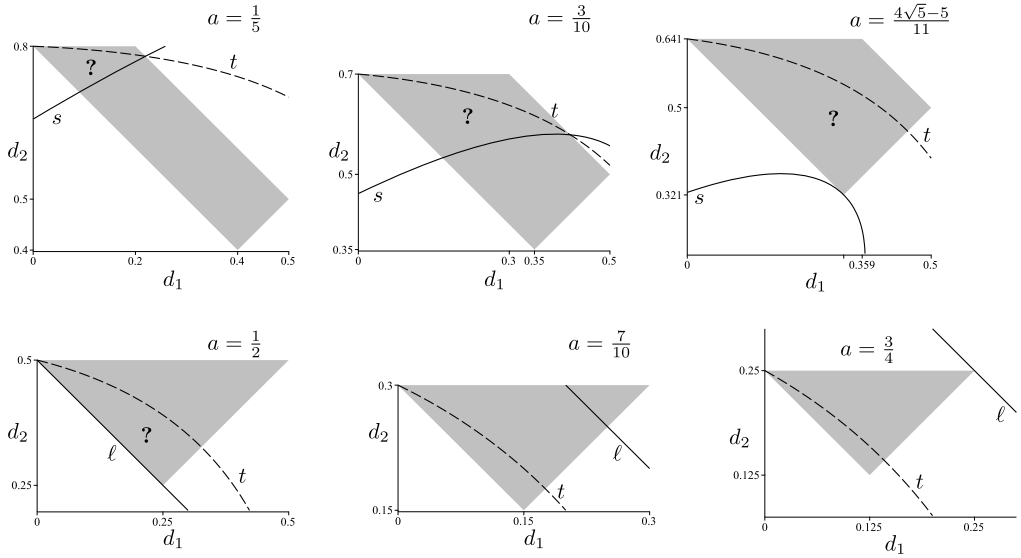 a = 1/5
0.8
?
t
s
d₂
0.5
0.4
0
0.2
0.4
0.5
d₁
a = 3/10
0.7
?
t
d₂
0.5
s
0.35
0
0.3
0.35
0.5
d₁
a = (4√5−5)/11
0.641
0.5
?
t
d₂
0.321
s
0
0.359
0.5
d₁
a = 1/2
0.5
d₂
?
ℓ
t
0.25
0
0.25
0.5
d₁
a = 7/10
0.3
d₂
ℓ
t
0.15
0
0.15
0.3
d₁
a = 3/4
0.25
ℓ
d₂
0.125
t
0
0.125
0.25
d₁